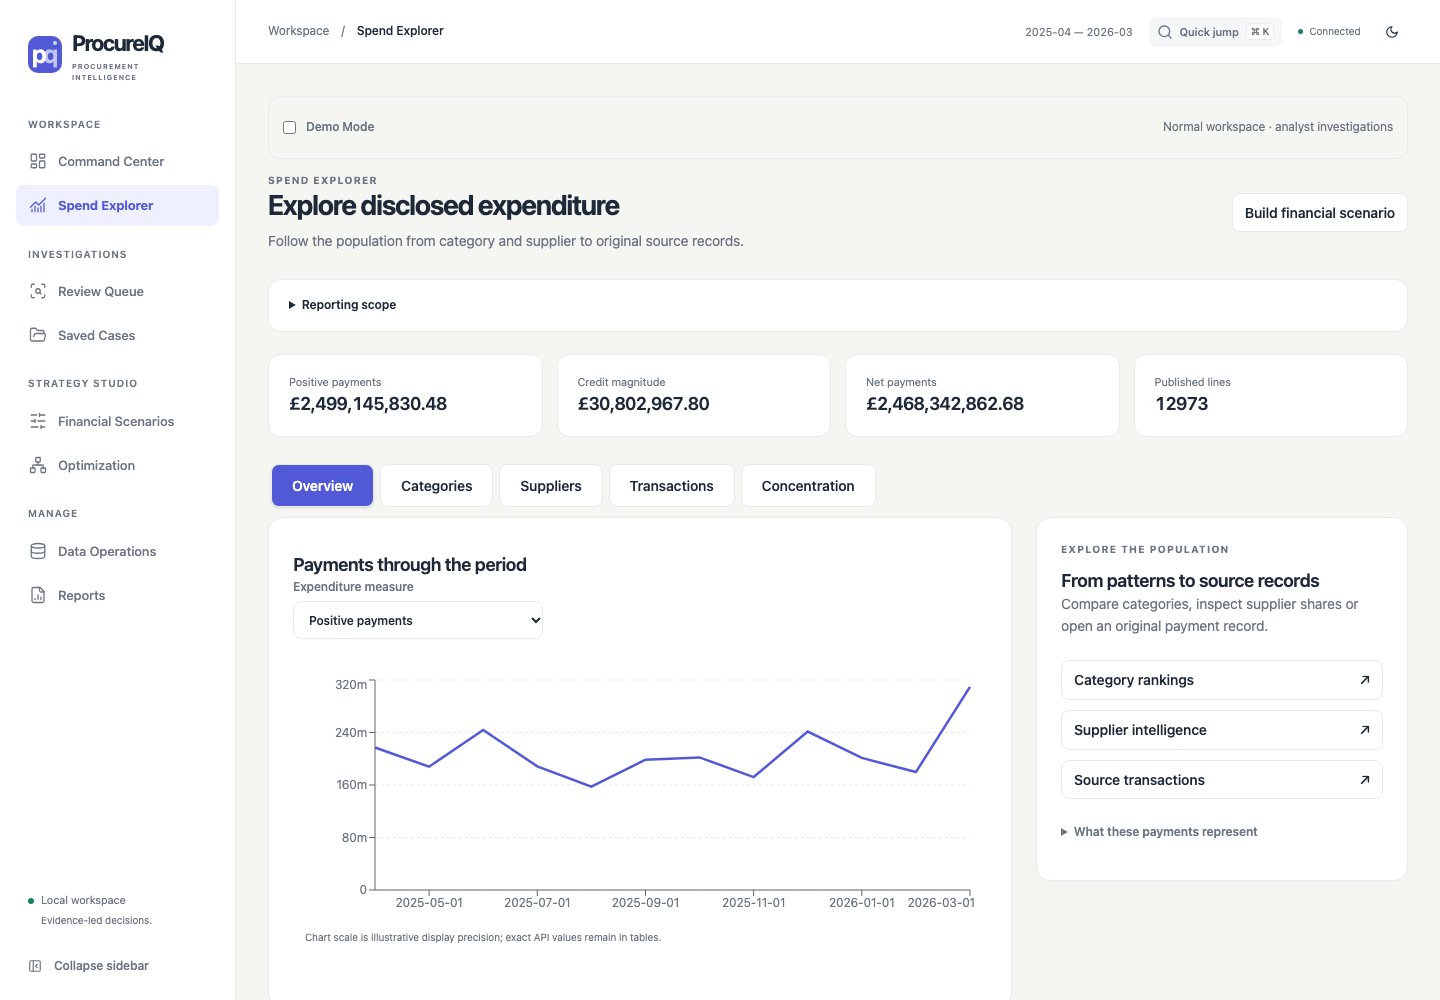 pq
ProcureIQ
PROCUREMENT
INTELLIGENCE
WORKSPACE
Command Center
Spend Explorer
INVESTIGATIONS
Review Queue
Saved Cases
STRATEGY STUDIO
Financial Scenarios
Optimization
MANAGE
Data Operations
Reports
Local workspace
Evidence-led decisions.
Collapse sidebar
Workspace / Spend Explorer
2025-04 — 2026-03
Quick jump ⌘ K
Connected
Demo Mode
Normal workspace · analyst investigations
SPEND EXPLORER
Explore disclosed expenditure
Follow the population from category and supplier to original source records.
Build financial scenario
Reporting scope
Positive payments
£2,499,145,830.48
Credit magnitude
£30,802,967.80
Net payments
£2,468,342,862.68
Published lines
12973
Overview
Categories
Suppliers
Transactions
Concentration
Payments through the period
Expenditure measure
Positive payments
320m
240m
160m
80m
0
2025-05-01 2025-07-01 2025-09-01 2025-11-01 2026-01-01 2026-03-01
Chart scale is illustrative display precision; exact API values remain in tables.
EXPLORE THE POPULATION
From patterns to source records
Compare categories, inspect supplier shares or
open an original payment record.
Category rankings
Supplier intelligence
Source transactions
What these payments represent